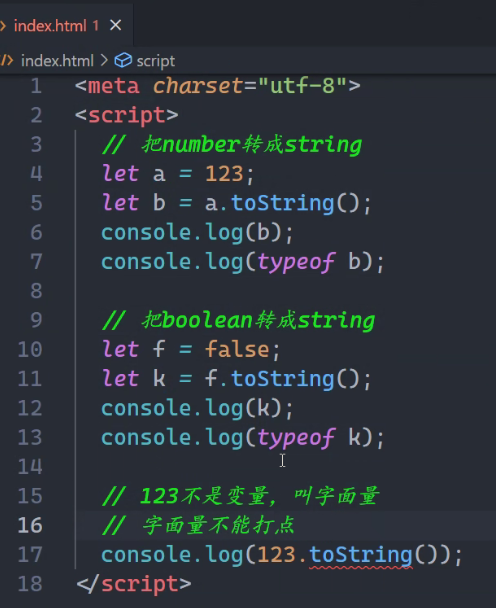 index.html 1 ×
index.html > script
1 <meta charset="utf-8">
2 <script>
3 // 把number转成string
4 let a = 123;
5 let b = a.toString();
6 console.log(b);
7 console.log(typeof b);
8
9 // 把boolean转成string
10 let f = false;
11 let k = f.toString();
12 console.log(k);
13 console.log(typeof k);
14
15 // 123不是变量，叫字面量
16 // 字面量不能打点
17 console.log(123.toString());
18 </script>